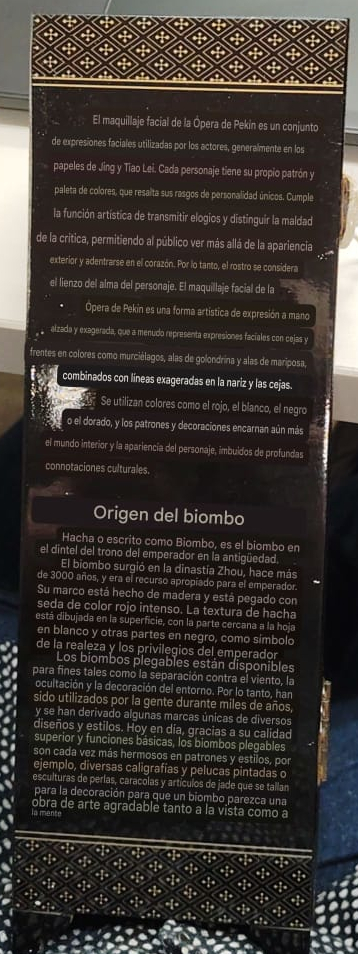 El maquillaje facial de la Ópera de Pekín es un conjunto
de expresiones faciales utilizadas por los actores, generalmente en los
papeles de Jing y Tiao Lei. Cada personaje tiene su propio patrón y
paleta de colores, que resalta sus rasgos de personalidad únicos. Cumple
la función artística de transmitir elogios y distinguir la maldad
de la crítica, permitiendo al público ver más allá de la apariencia
exterior y adentrarse en el corazón. Por lo tanto, el rostro se considera
el lienzo del alma del personaje. El maquillaje facial de la
Ópera de Pekín es una forma artística de expresión a mano
alzada y exagerada, que a menudo representa expresiones faciales con cejas y
frentes en colores como murciélagos, alas de golondrina y alas de mariposa,
combinados con líneas exageradas en la nariz y las cejas.
Se utilizan colores como el rojo, el blanco, el negro
o el dorado, y los patrones y decoraciones encarnan aún más
el mundo interior y la apariencia del personaje, imbuidos de profundas
connotaciones culturales.
Origen del biombo
Hacha o escrito como Biombo, es el biombo en
el dintel del trono del emperador en la antigüedad.
El biombo surgió en la dinastía Zhou, hace más
de 3000 años, y era el recurso apropiado para el emperador.
Su marco está hecho de madera y está pegado con
seda de color rojo intenso. La textura de hacha
está dibujada en la superficie, con la parte cercana a la hoja
en blanco y otras partes en negro, como símbolo
de la realeza y los privilegios del emperador
Los biombos plegables están disponibles
para fines tales como la separación contra el viento, la
ocultación y la decoración del entorno. Por lo tanto, han
sido utilizados por la gente durante miles de años,
y se han derivado algunas marcas únicas de diversos
diseños y estilos. Hoy en día, gracias a su calidad
superior y funciones básicas, los biombos plegables
son cada vez más hermosos en patrones y estilos, por
ejemplo, diversas caligrafías y pelucas pintadas o
esculturas de perlas, caracolas y artículos de jade que se tallan
para la decoración para que un biombo parezca una
obra de arte agradable tanto a la vista como a
la mente